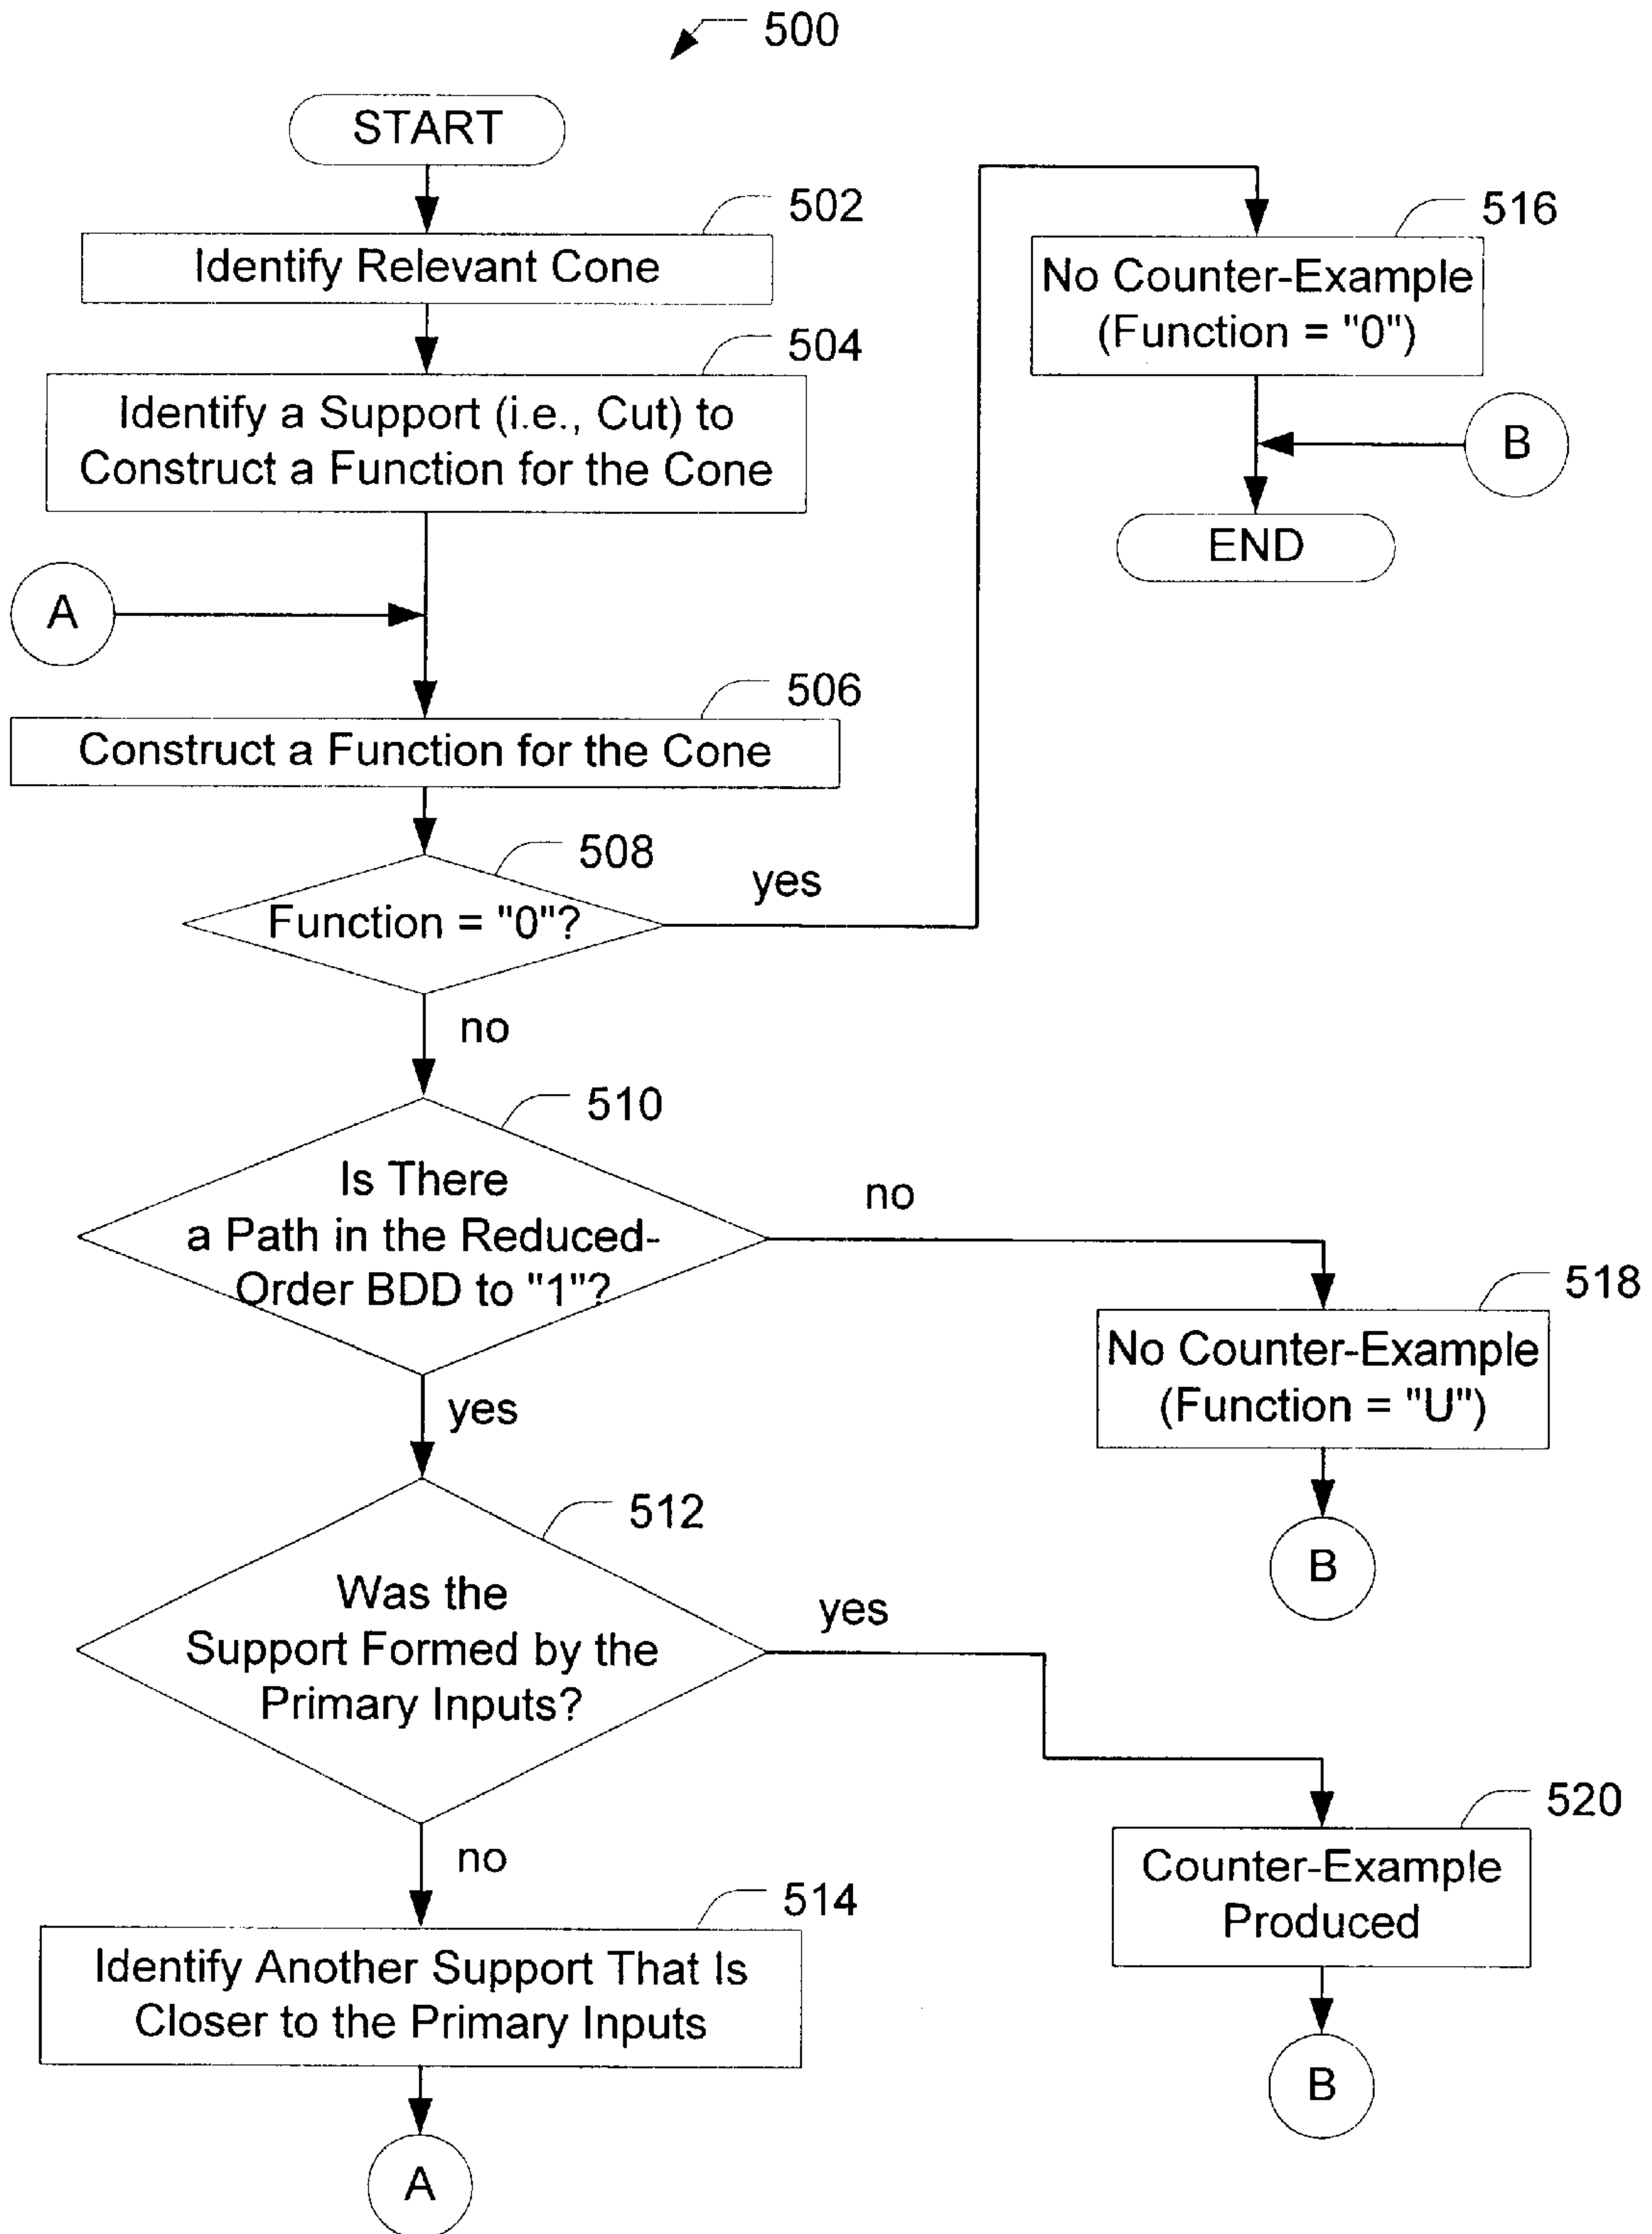 500
START
502
Identify Relevant Cone
504
Identify a Support (i.e., Cut) to
Construct a Function for the Cone
A
506
Construct a Function for the Cone
508
Function = "0"?
yes
no
516
No Counter-Example
(Function = "0")
B
END
510
Is There
a Path in the Reduced-
Order BDD to "1"?
no
yes
518
No Counter-Example
(Function = "U")
B
512
Was the
Support Formed by the
Primary Inputs?
yes
no
520
Counter-Example
Produced
B
514
Identify Another Support That Is
Closer to the Primary Inputs
A